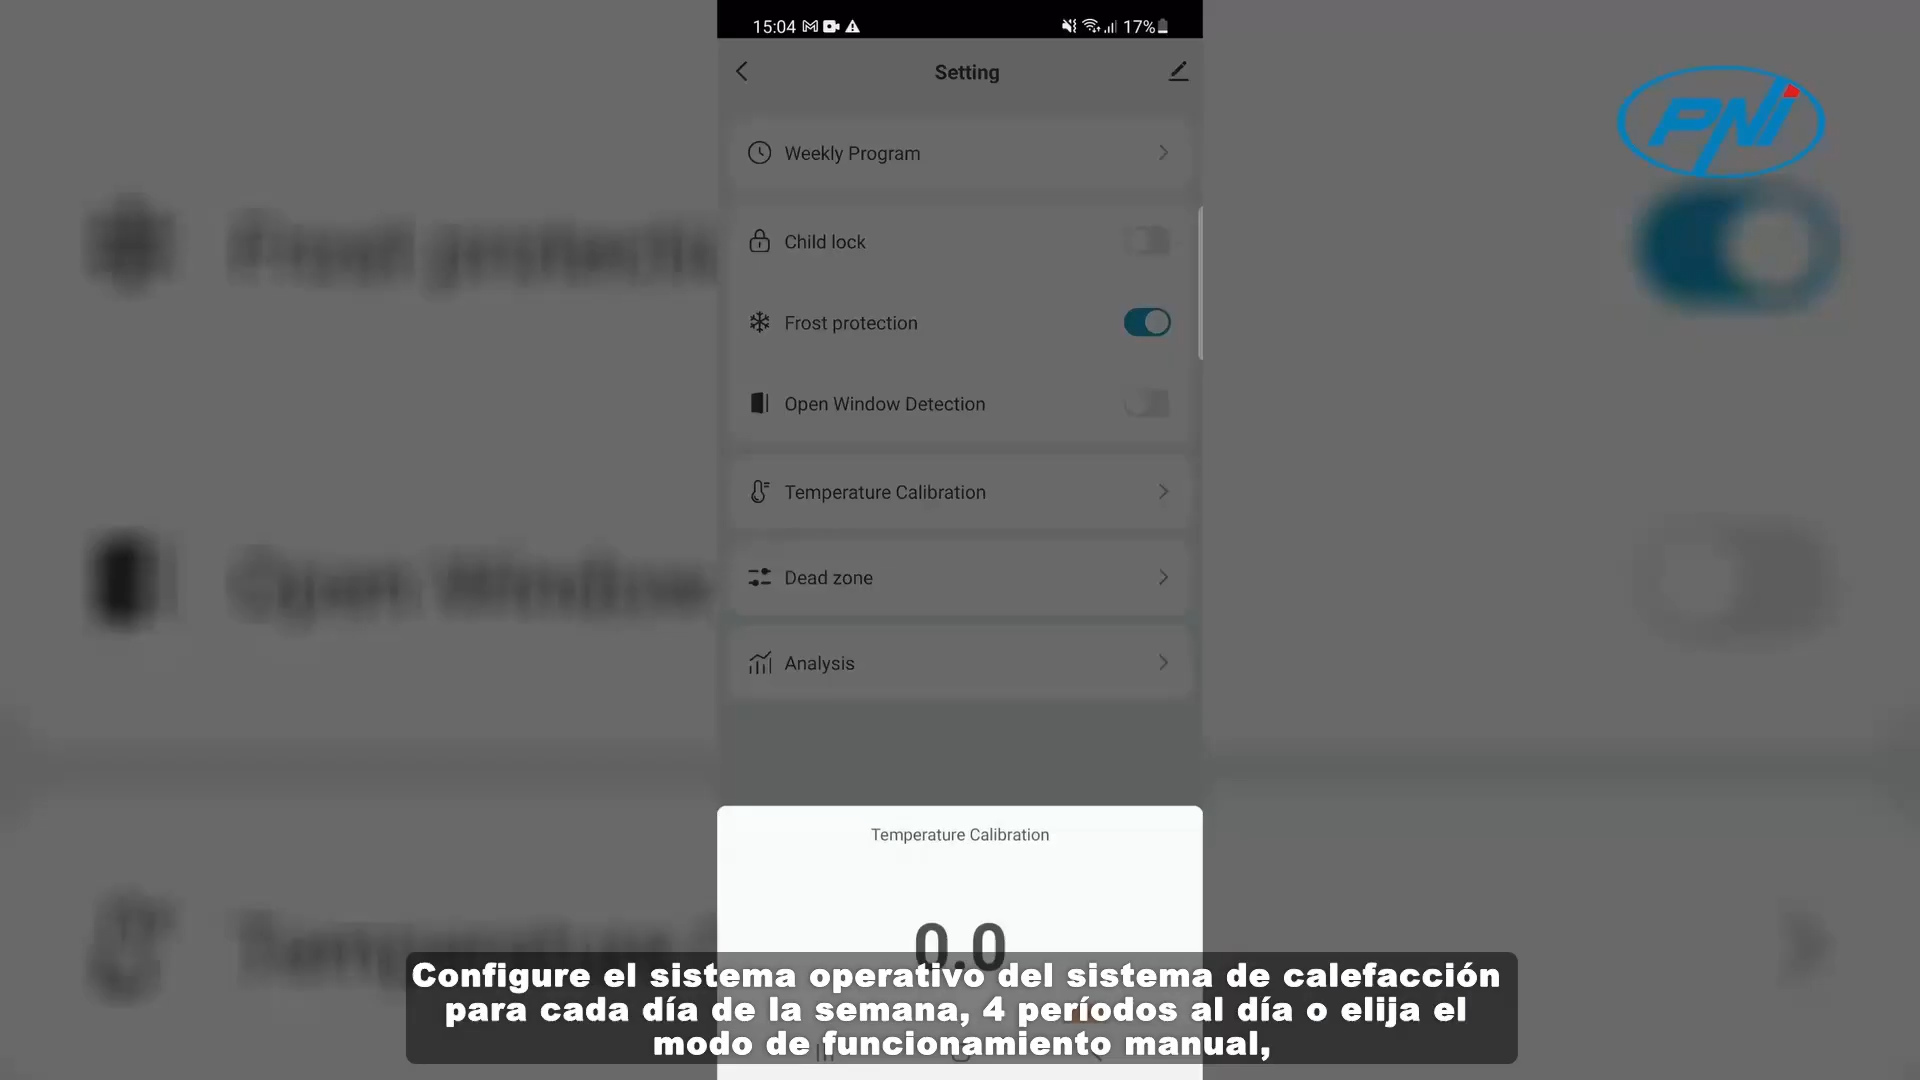 15:04
17%
Setting
PNI
Weekly Program
Child lock
Frost protection
Open Window Detection
Temperature Calibration
Dead zone
Analysis
Temperature Calibration
0.0
Configure el sistema operativo del sistema de calefacción
para cada día de la semana, 4 períodos al día o elija el
modo de funcionamiento manual,